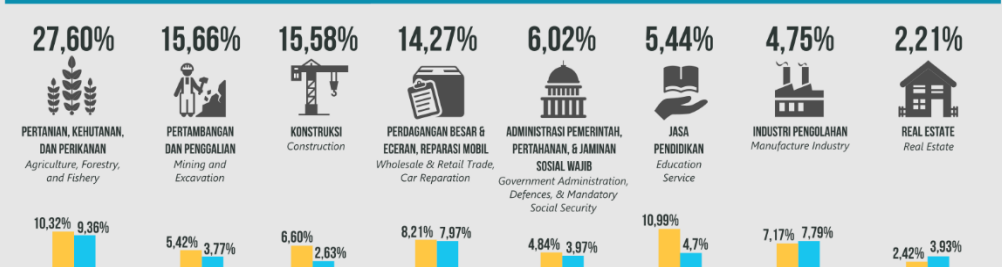 27,60%
15,66%
15,58%
14,27%
6,02%
5,44%
4,75%
2,21%
PERTANIAN, KEHUTANAN,
DAN PERIKANAN
Agriculture, Forestry,
and Fishery
PERTAMBANGAN
DAN PENGGALIAN
Mining and
Excavation
KONSTRUKSI
Construction
PERDAGANGAN BESAR &
ECERAN, REPARASI MOBIL
Wholesale & Retail Trade,
Car Reparation
ADMINISTRASI PEMERINTAH,
PERTAHANAN, & JAMINAN
SOSIAL WAJIB
Government Administration,
Defences, & Mandatory
Social Security
JASA
PENDIDIKAN
Education
Service
INDUSTRI PENGOLAHAN
Manufacture Industry
REAL ESTATE
Real Estate
10,32% 9,36%
5,42% 3,77%
6,60% 2,63%
8,21% 7,97%
4,84% 3,97%
10,99% 4,7%
7,17% 7,79%
2,42% 3,93%